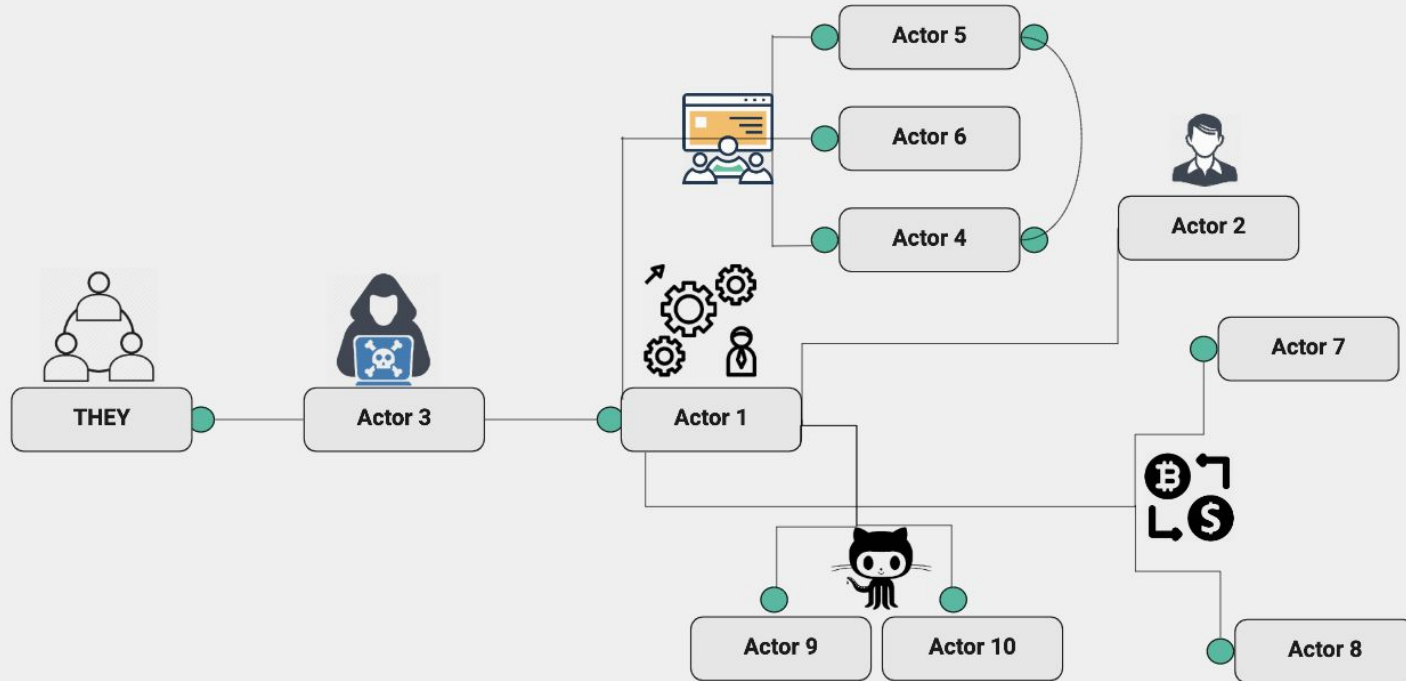 Actor 5
Actor 6
Actor 4
Actor 2
Actor 7
THEY
Actor 3
Actor 1
Actor 9
Actor 10
Actor 8